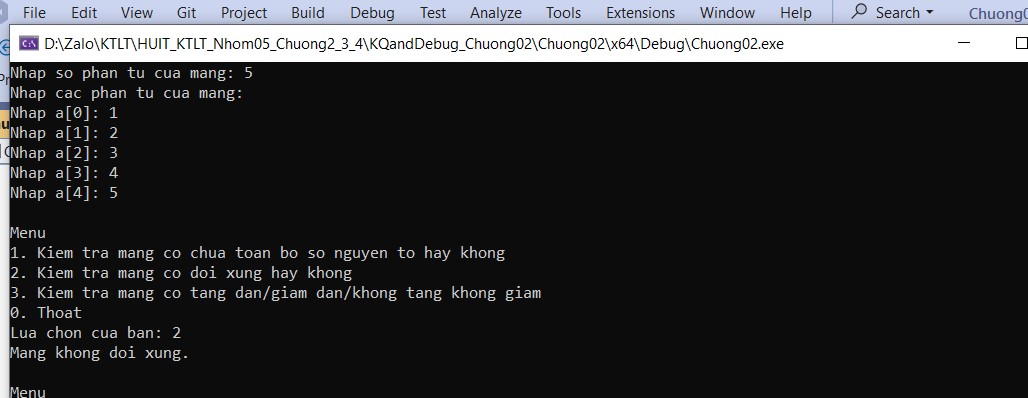 File Edit View Git Project Build Debug Test Analyze Tools Extensions Window Help Search
D:\Zalo\KTLT\HUIT_KTLT_Nhom05_Chuong2_3_4\KQandDebug_Chuong02\Chuong02\x64\Debug\Chuong02.exe
Nhap so phan tu cua mang: 5
Nhap cac phan tu cua mang:
Nhap a[0]: 1
Nhap a[1]: 2
Nhap a[2]: 3
Nhap a[3]: 4
Nhap a[4]: 5
Menu
1. Kiem tra mang co chua toan bo so nguyen to hay khong
2. Kiem tra mang co doi xung hay khong
3. Kiem tra mang co tang dan/giam dan/khong tang khong giam
0. Thoat
Lua chon cua ban: 2
Mang khong doi xung.
Menu